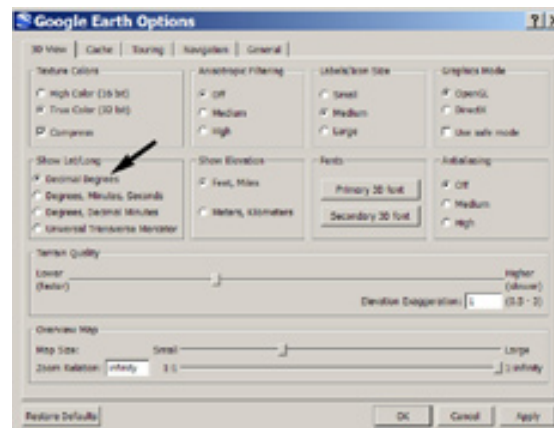 Google Earth Options
3D View Cache Touring Navigation General
Texture Colors
High Color (16 bit)
True Color (32 bit)
Compress
Anisotropic Filtering
Off
Medium
High
Labels/Icon Size
Small
Medium
Large
Graphics Mode
OpenGL
DirectX
Use safe mode
Show Lat/Long
Decimal Degrees
Degrees, Minutes, Seconds
Degrees, Decimal Minutes
Universal Transverse Mercator
Show Elevation
Feet, Miles
Meters, Kilometers
Fonts
Primary 3D font
Secondary 3D font
Antialiasing
Off
Medium
High
Terrain Quality
Lower
(faster)
Higher
(slower)
Elevation Exaggeration: 1 (0.5 - 3)
Overview Map
Map Size: Small Large
Zoom Relation: infinity 1:1 1:infinity
Restore Defaults OK Cancel Apply